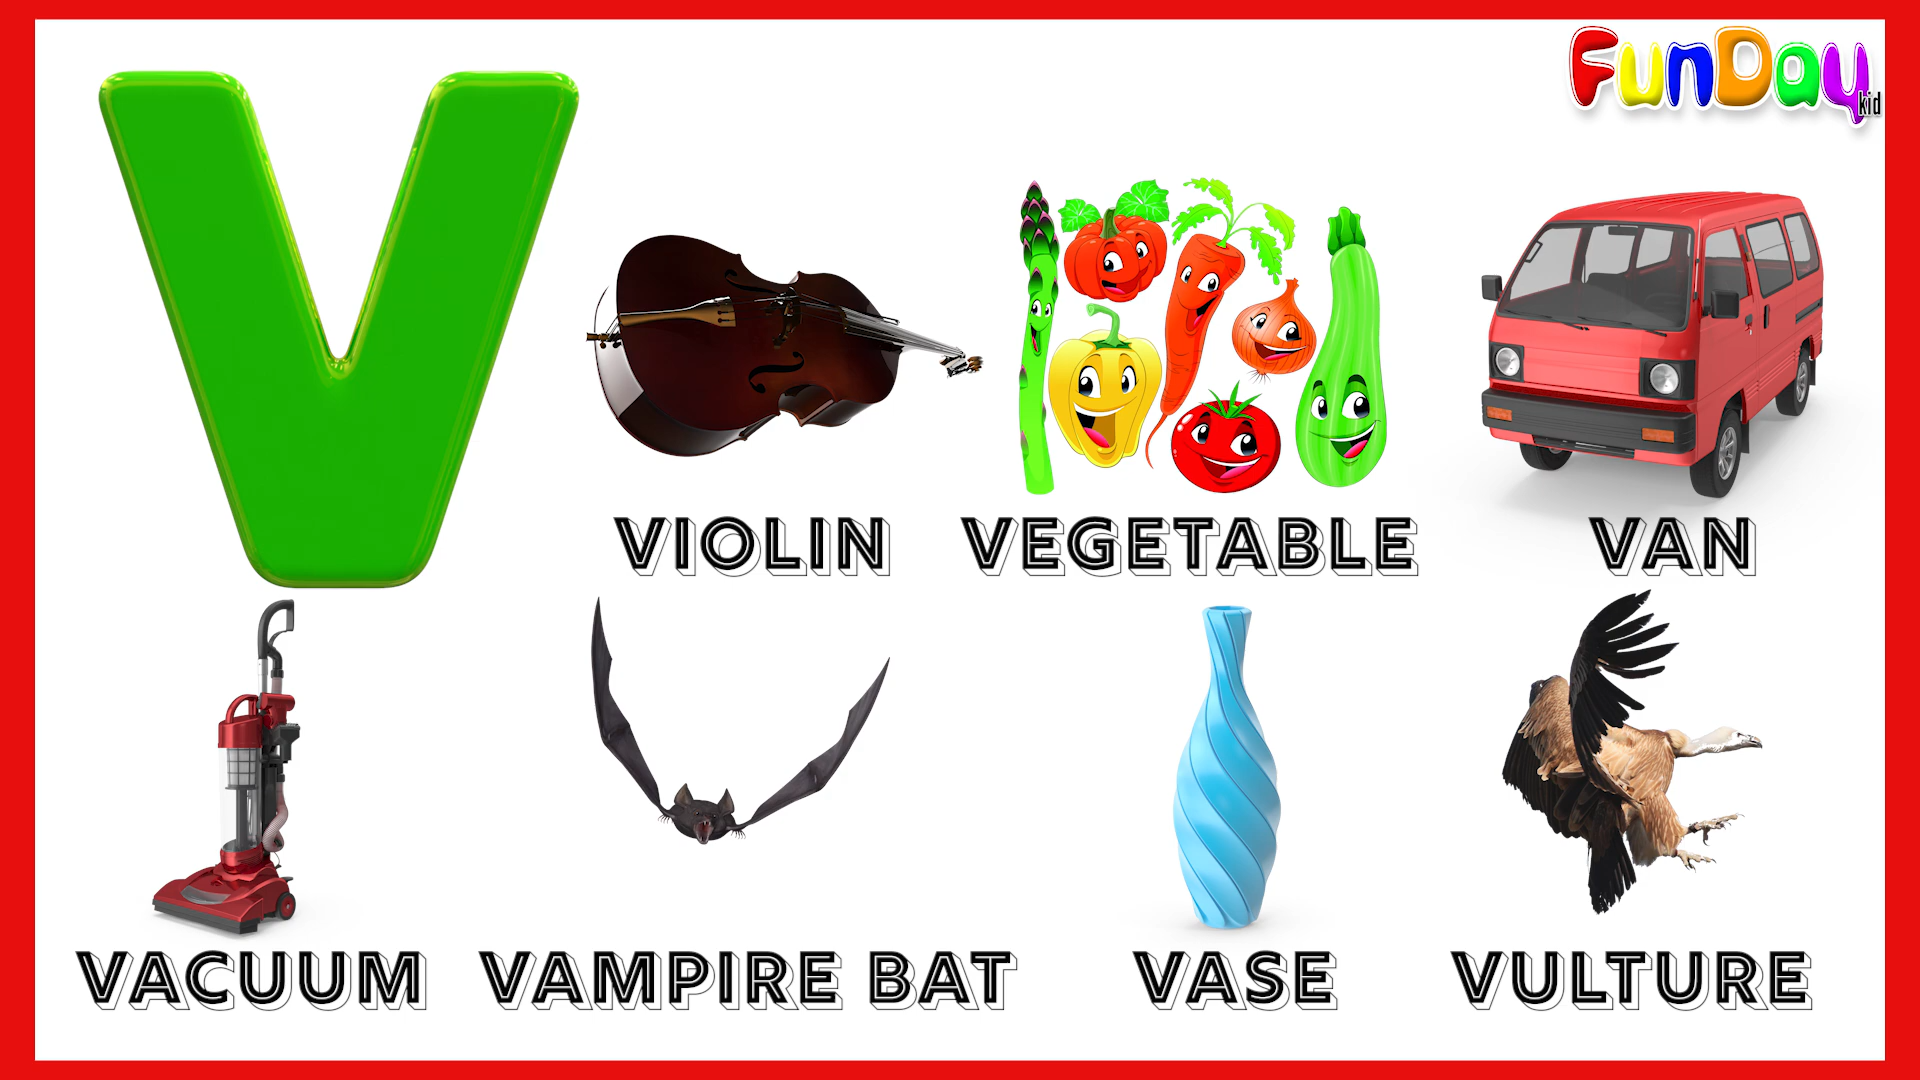 FunDay
kid
V
VIOLIN
VEGETABLE
VAN
VACUUM
VAMPIRE BAT
VASE
VULTURE